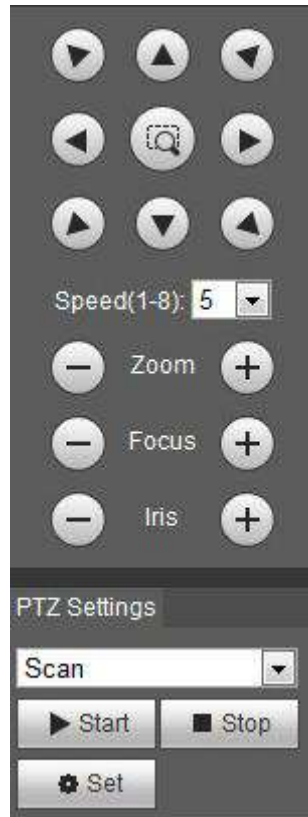 Speed(1-8): 5
Zoom
Focus
Iris
PTZ Settings
Scan
Start Stop
Set